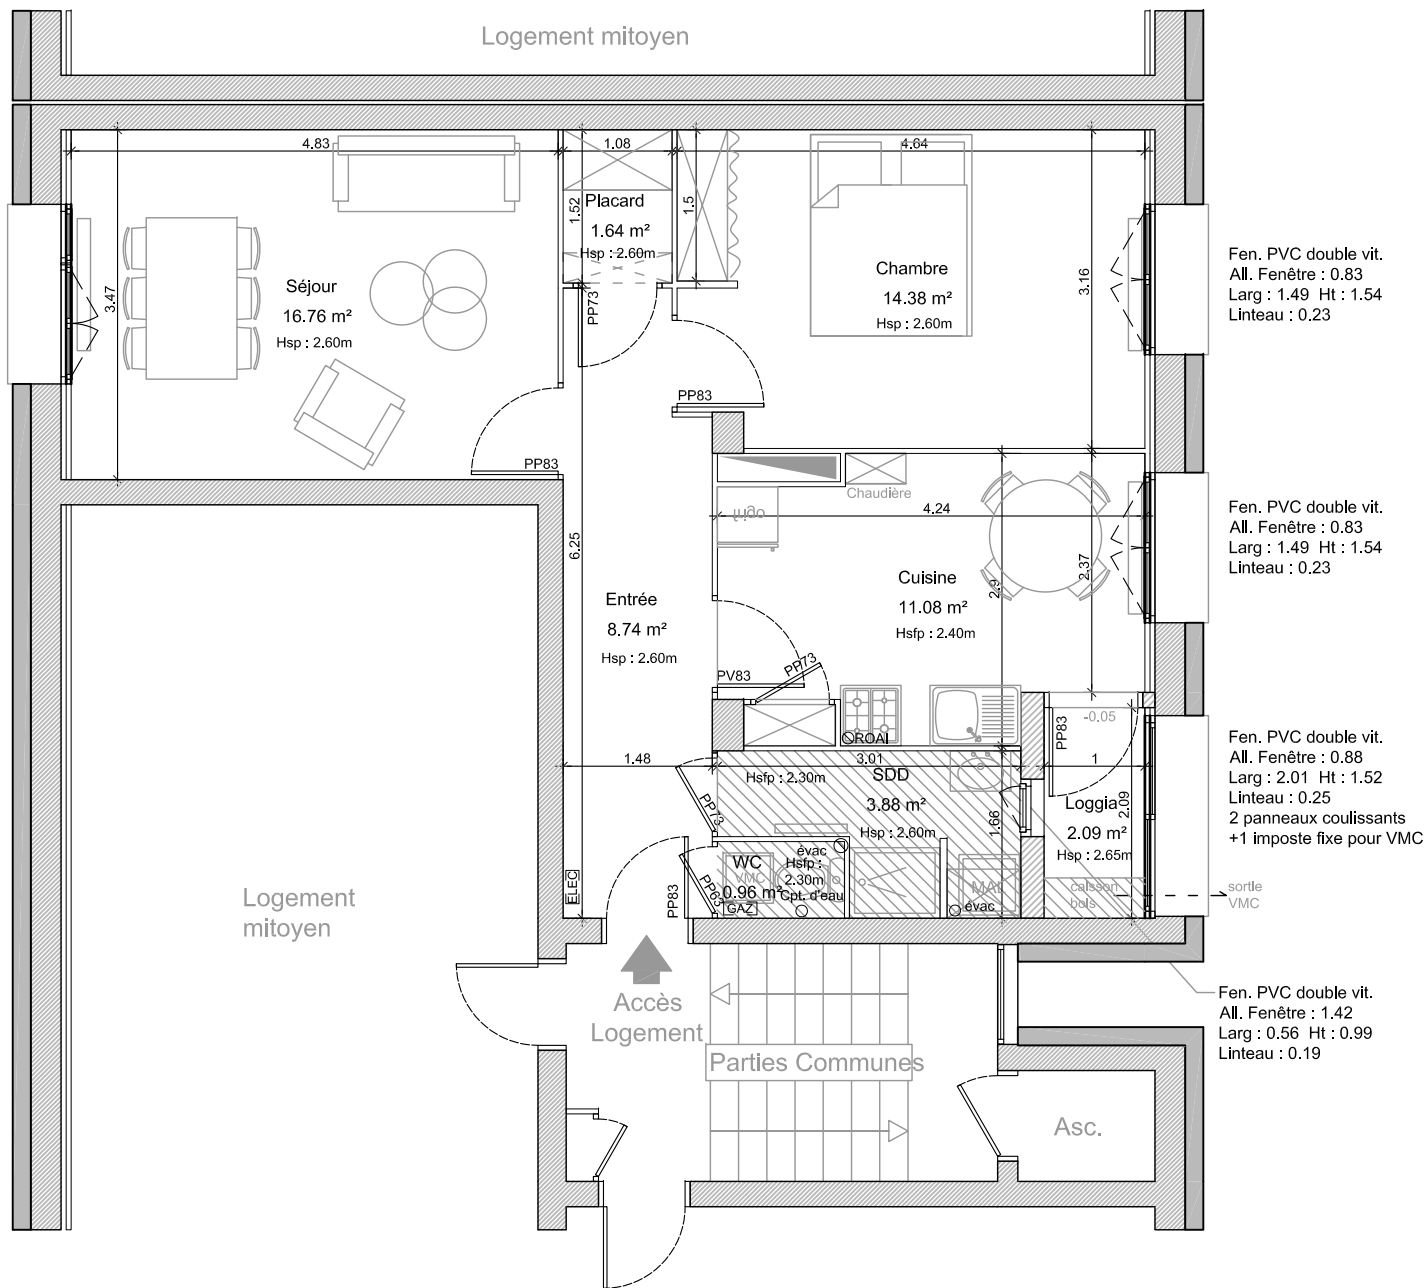 Logement mitoyen
4.83
1.08
4.64
3.47
1.52
1.5
3.16
Placard
1.64 m²
Hsp : 2.60m
Séjour
16.76 m²
Hsp : 2.60m
Chambre
14.38 m²
Hsp : 2.60m
Fen. PVC double vit.
All. Fenêtre : 0.83
Larg : 1.49 Ht : 1.54
Linteau : 0.23
PP73
PP83
PP83
Chaudière
frigo
4.24
6.25
2.9
2.37
Fen. PVC double vit.
All. Fenêtre : 0.83
Larg : 1.49 Ht : 1.54
Linteau : 0.23
Cuisine
11.08 m²
Hsfp : 2.40m
Entrée
8.74 m²
Hsp : 2.60m
PV83
PP73
ROAI
PP83
-0.05
1.48
3.01
1
Hsfp : 2.30m
SDD
3.88 m²
Hsp : 2.60m
1.66
PP73
Loggia
2.09 m²
Hsp : 2.65m
2.09
Fen. PVC double vit.
All. Fenêtre : 0.88
Larg : 2.01 Ht : 1.52
Linteau : 0.25
2 panneaux coulissants
+1 imposte fixe pour VMC
WC
VMC
0.96 m²
GAZ
évac
Hsfp :
2.30m
Cpt. d'eau
MAL
évac
caisson
bois
sortie
VMC
ELEC
PP83
PP63
Logement
mitoyen
Accès
Logement
Parties Communes
Asc.
Fen. PVC double vit.
All. Fenêtre : 1.42
Larg : 0.56 Ht : 0.99
Linteau : 0.19